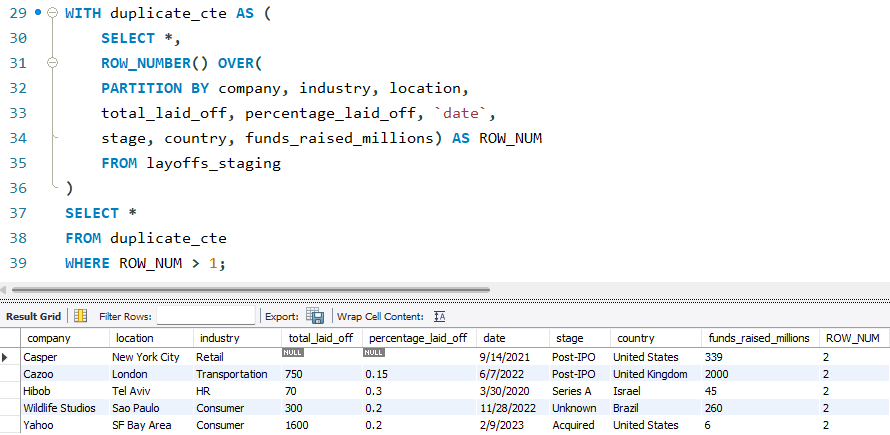 29 WITH duplicate_cte AS (
30 SELECT *,
31 ROW_NUMBER() OVER(
32 PARTITION BY company, industry, location,
33 total_laid_off, percentage_laid_off, `date`,
34 stage, country, funds_raised_millions) AS ROW_NUM
35 FROM layoffs_staging
36 )
37 SELECT *
38 FROM duplicate_cte
39 WHERE ROW_NUM > 1;
Result Grid Filter Rows: Export: Wrap Cell Content: IA
company location industry total_laid_off percentage_laid_off date stage country funds_raised_millions ROW_NUM
Casper New York City Retail NULL NULL 9/14/2021 Post-IPO United States 339 2
Cazoo London Transportation 750 0.15 6/7/2022 Post-IPO United Kingdom 2000 2
Hibob Tel Aviv HR 70 0.3 3/30/2020 Series A Israel 45 2
Wildlife Studios Sao Paulo Consumer 300 0.2 11/28/2022 Unknown Brazil 260 2
Yahoo SF Bay Area Consumer 1600 0.2 2/9/2023 Acquired United States 6 2